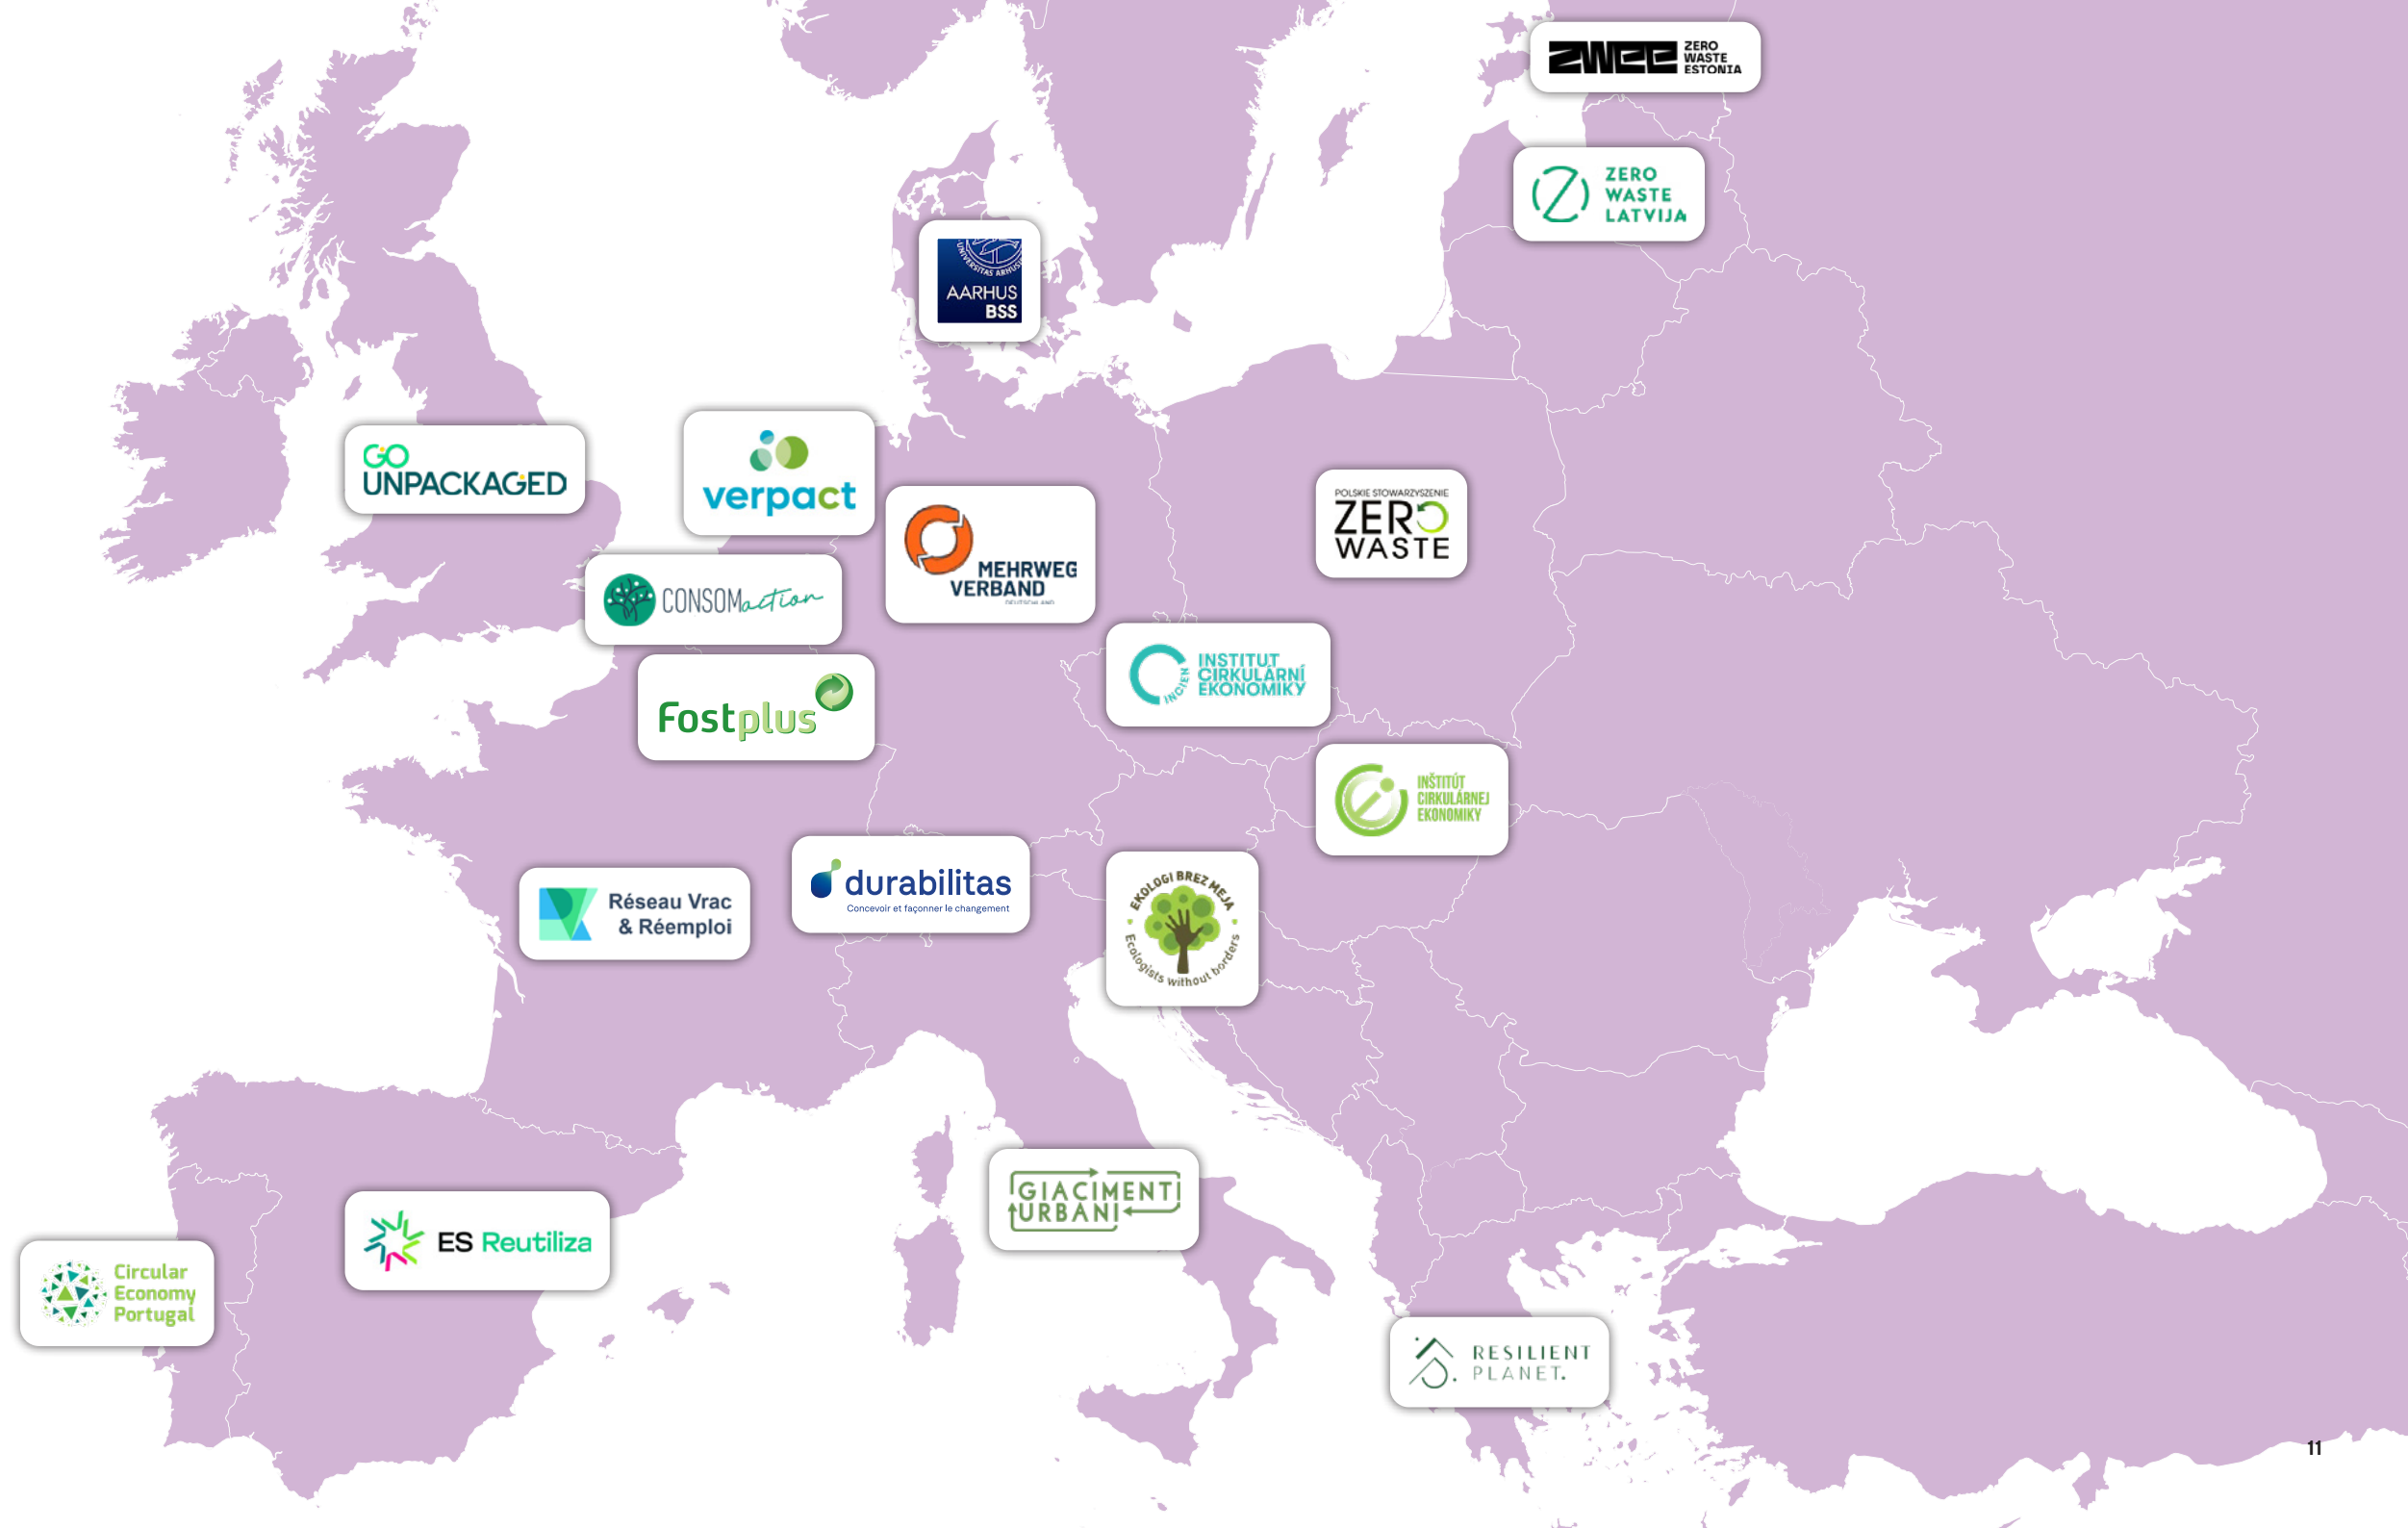 ZWEE ZERO
WASTE
ESTONIA
ZERO
WASTE
LATVIJA
UNIVERSITAS ARHUS
AARHUS
BSS
GO
UNPACKAGED
verpact
MEHRWEG
VERBAND
DEUTSCHLAND
POLSKIE STOWARZYSZENIE
ZERO
WASTE
CONSOMaction
Fostplus
INCIEN
INSTITUT
CIRKULÁRNÍ
EKONOMIKY
INŠTITÚT
CIRKULÁRNEJ
EKONOMIKY
durabilitas
Concevoir et façonner le changement
Réseau Vrac
& Réemploi
EKOLOGI BREZ MEJA
Ecologists without borders
GIACIMENTI
URBANI
ES Reutiliza
Circular
Economy
Portugal
RESILIENT
PLANET.
11